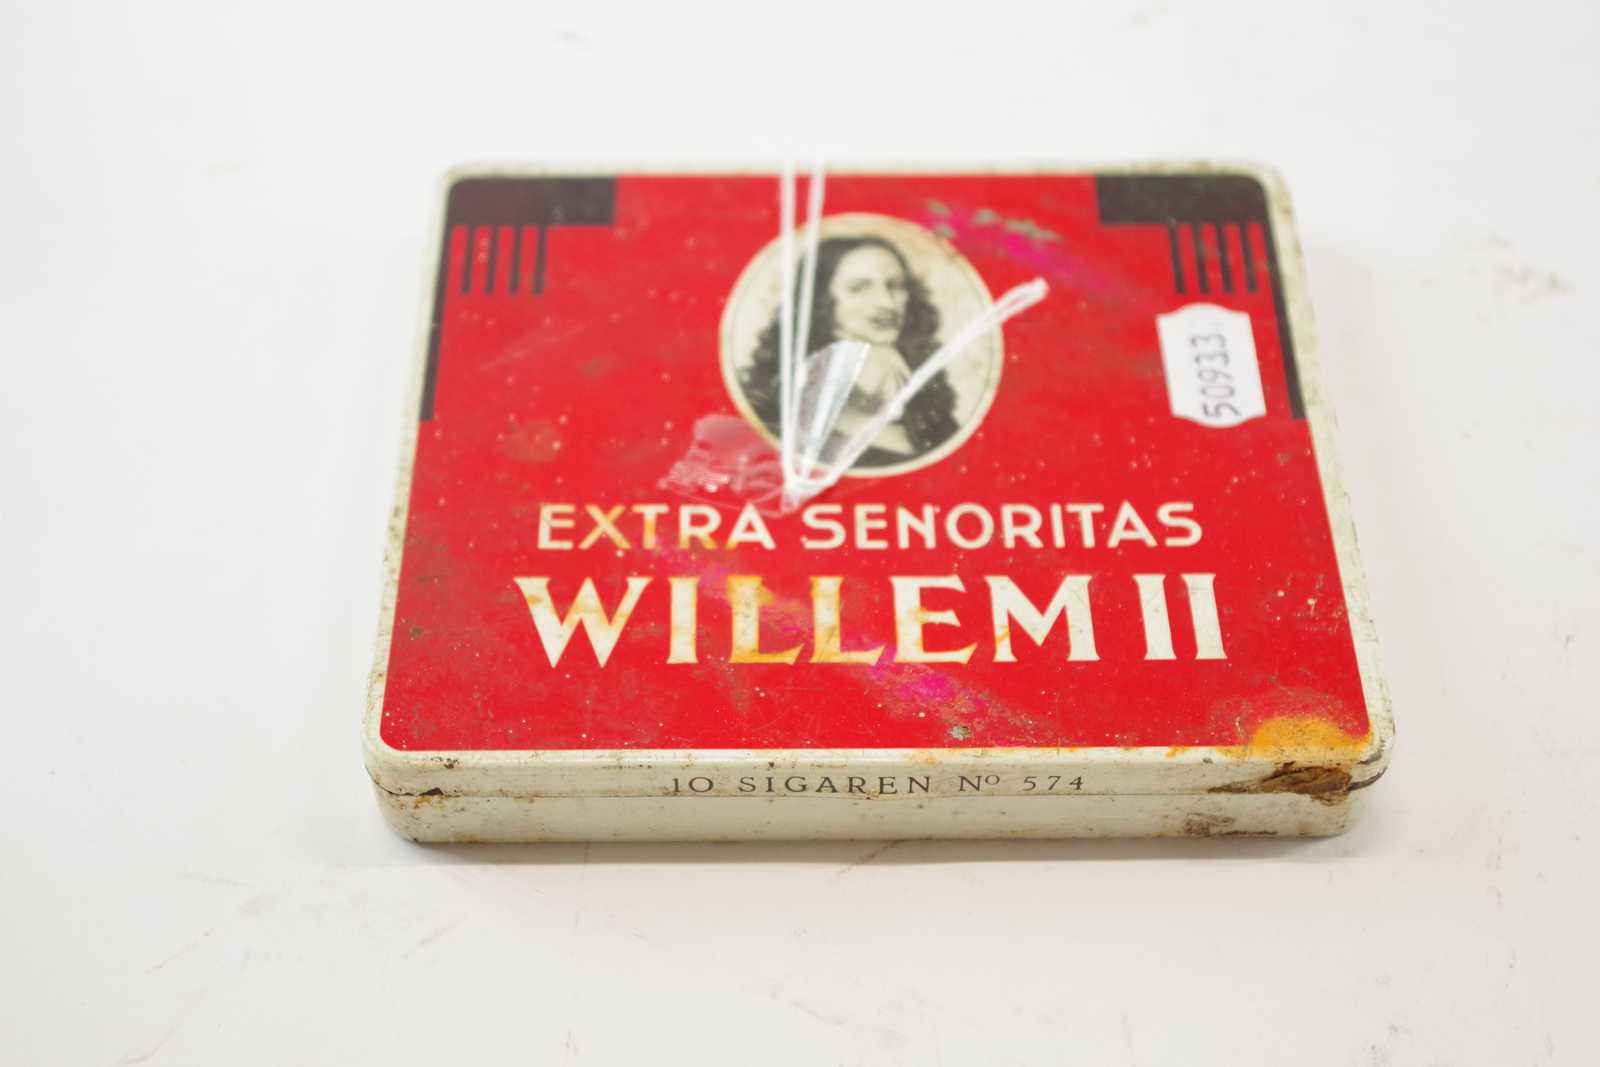 50933.
EXTRA SENORITAS
WILLEM II
10 SIGAREN Nº 574